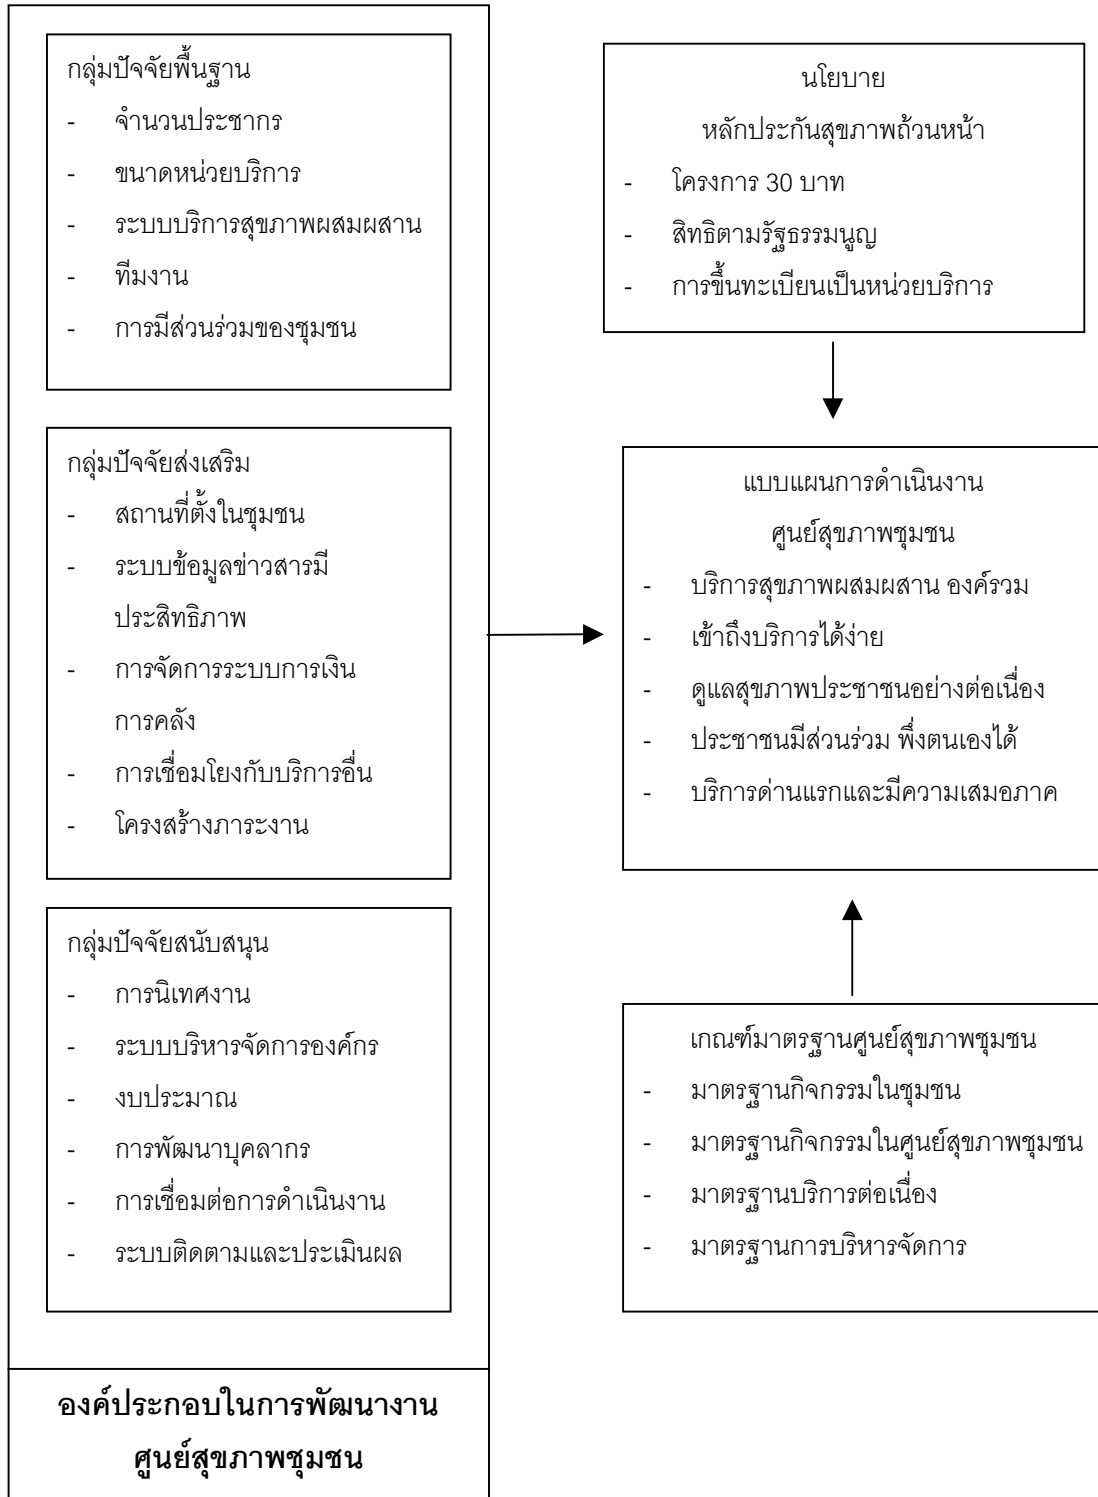 กลุ่มปัจจัยพื้นฐาน
- จำนวนประชากร
- ขนาดหน่วยบริการ
- ระบบบริการสุขภาพผสมผสาน
- ทีมงาน
- การมีส่วนร่วมของชุมชน
กลุ่มปัจจัยส่งเสริม
- สถานที่ตั้งในชุมชน
- ระบบข้อมูลข่าวสารมี
ประสิทธิภาพ
- การจัดการระบบการเงิน
การคลัง
- การเชื่อมโยงกับบริการอื่น
- โครงสร้างภาระงาน
กลุ่มปัจจัยสนับสนุน
- การนิเทศงาน
- ระบบบริหารจัดการองค์กร
- งบประมาณ
- การพัฒนาบุคลากร
- การเชื่อมต่อการดำเนินงาน
- ระบบติดตามและประเมินผล
องค์ประกอบในการพัฒนางาน
ศูนย์สุขภาพชุมชน
นโยบาย
หลักประกันสุขภาพถ้วนหน้า
- โครงการ 30 บาท
- สิทธิตามรัฐธรรมนูญ
- การขึ้นทะเบียนเป็นหน่วยบริการ
แบบแผนการดำเนินงาน
ศูนย์สุขภาพชุมชน
- บริการสุขภาพผสมผสาน องค์รวม
- เข้าถึงบริการได้ง่าย
- ดูแลสุขภาพประชาชนอย่างต่อเนื่อง
- ประชาชนมีส่วนร่วม พึ่งตนเองได้
- บริการด่านแรกและมีความเสมอภาค
เกณฑ์มาตรฐานศูนย์สุขภาพชุมชน
- มาตรฐานกิจกรรมในชุมชน
- มาตรฐานกิจกรรมในศูนย์สุขภาพชุมชน
- มาตรฐานบริการต่อเนื่อง
- มาตรฐานการบริหารจัดการ